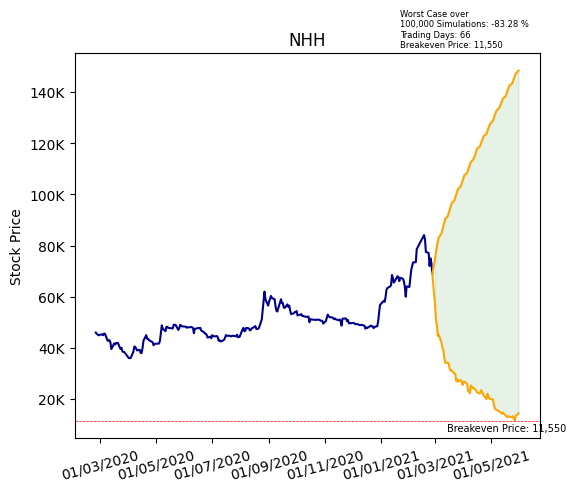 Worst Case over
100,000 Simulations: -83.28 %
Trading Days: 66
Breakeven Price: 11,550
NHH
Stock Price
140K
120K
100K
80K
60K
40K
20K
Breakeven Price: 11,550
01/03/2020
01/05/2020
01/07/2020
01/09/2020
01/11/2020
01/01/2021
01/03/2021
01/05/2021